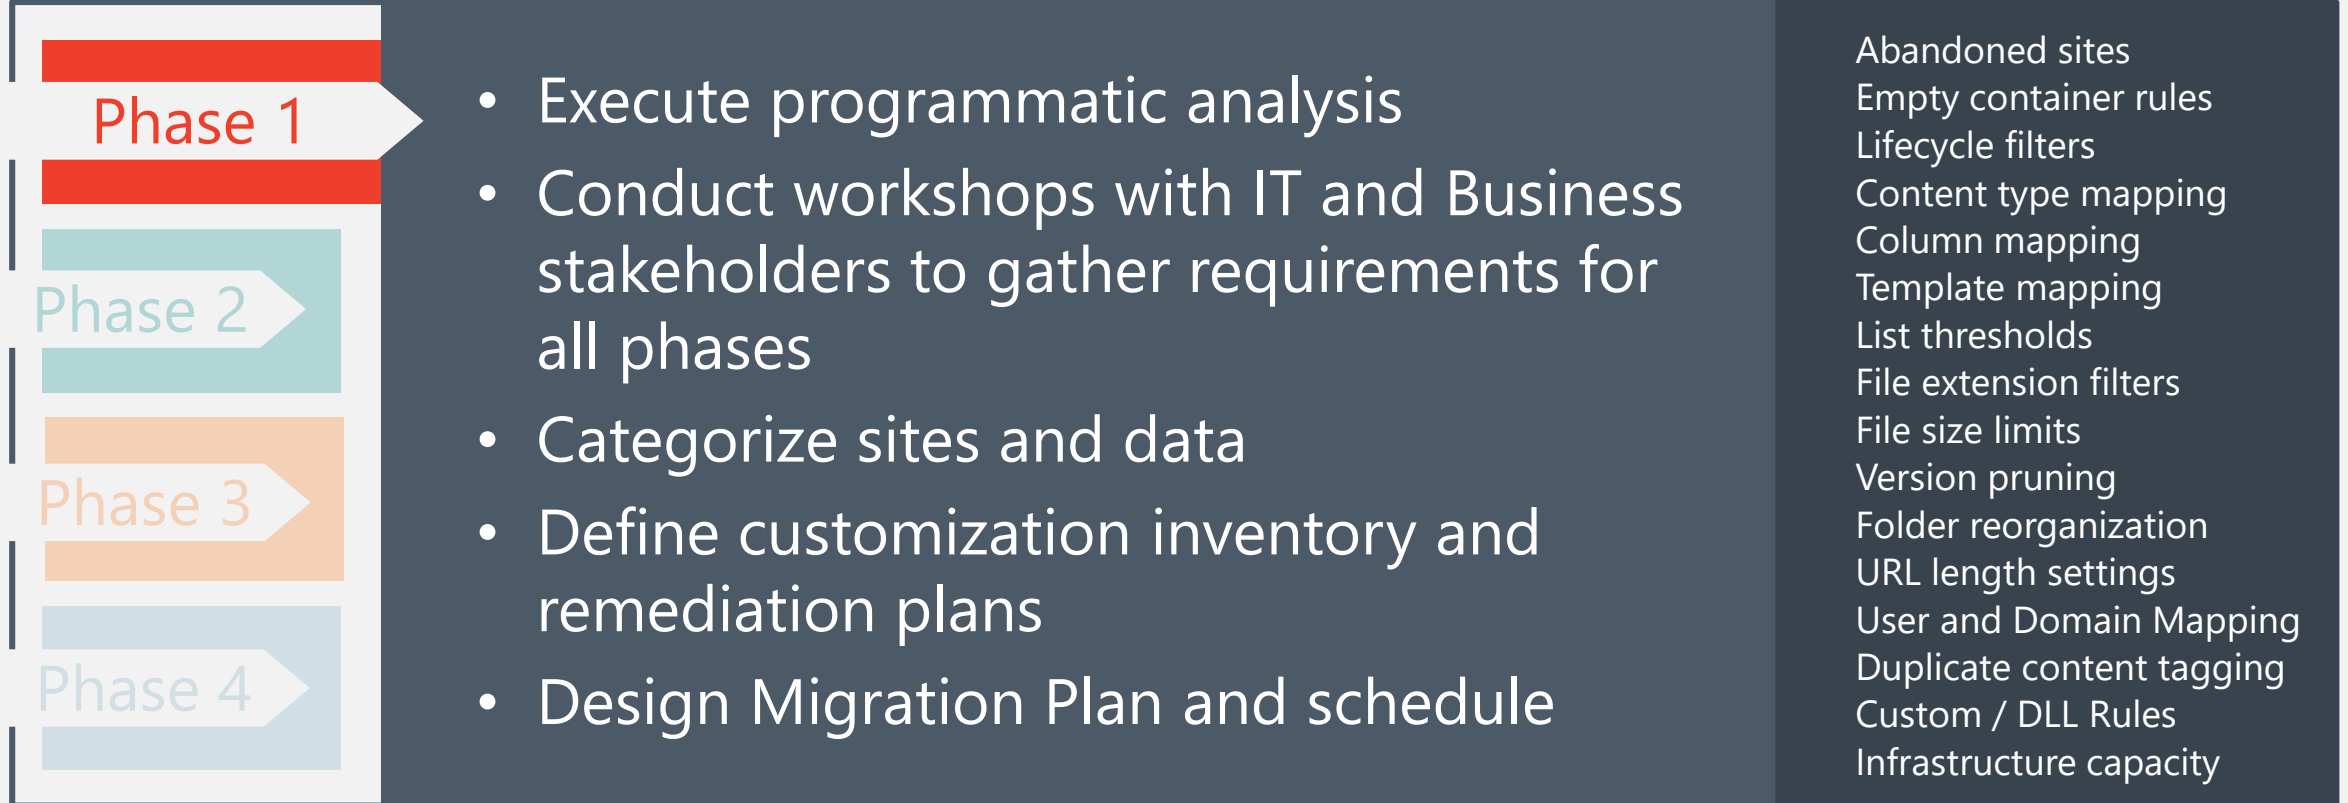 Phase 1
Phase 2
Phase 3
Phase 4
• Execute programmatic analysis
• Conduct workshops with IT and Business
stakeholders to gather requirements for
all phases
• Categorize sites and data
• Define customization inventory and
remediation plans
• Design Migration Plan and schedule
Abandoned sites
Empty container rules
Lifecycle filters
Content type mapping
Column mapping
Template mapping
List thresholds
File extension filters
File size limits
Version pruning
Folder reorganization
URL length settings
User and Domain Mapping
Duplicate content tagging
Custom / DLL Rules
Infrastructure capacity